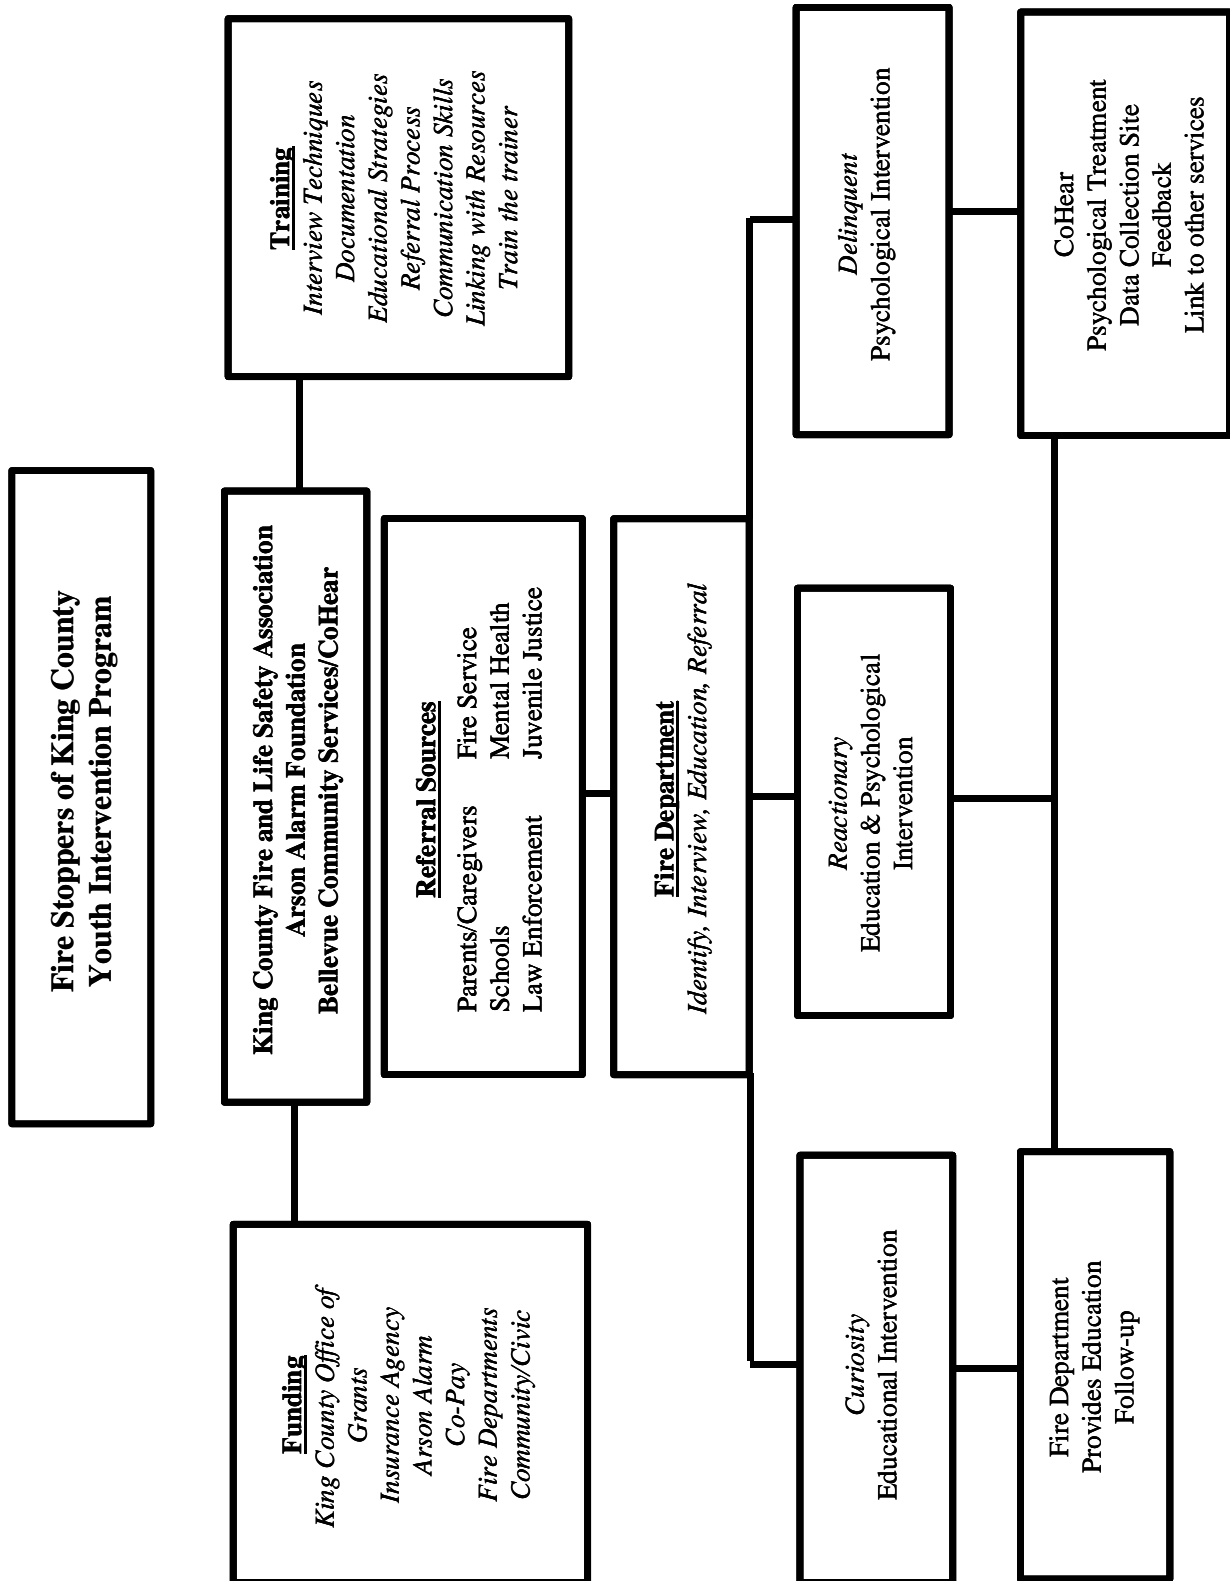 Fire Stoppers of King County
Youth Intervention Program
Funding
King County Office of
Grants
Insurance Agency
Arson Alarm
Co-Pay
Fire Departments
Community/Civic
King County Fire and Life Safety Association
Arson Alarm Foundation
Bellevue Community Services/CoHear
Training
Interview Techniques
Documentation
Educational Strategies
Referral Process
Communication Skills
Linking with Resources
Train the trainer
Referral Sources
Parents/Caregivers Fire Service
Schools Mental Health
Law Enforcement Juvenile Justice
Fire Department
Identify, Interview, Education, Referral
Curiosity
Educational Intervention
Reactionary
Education & Psychological
Intervention
Delinquent
Psychological Intervention
Fire Department
Provides Education
Follow-up
CoHear
Psychological Treatment
Data Collection Site
Feedback
Link to other services